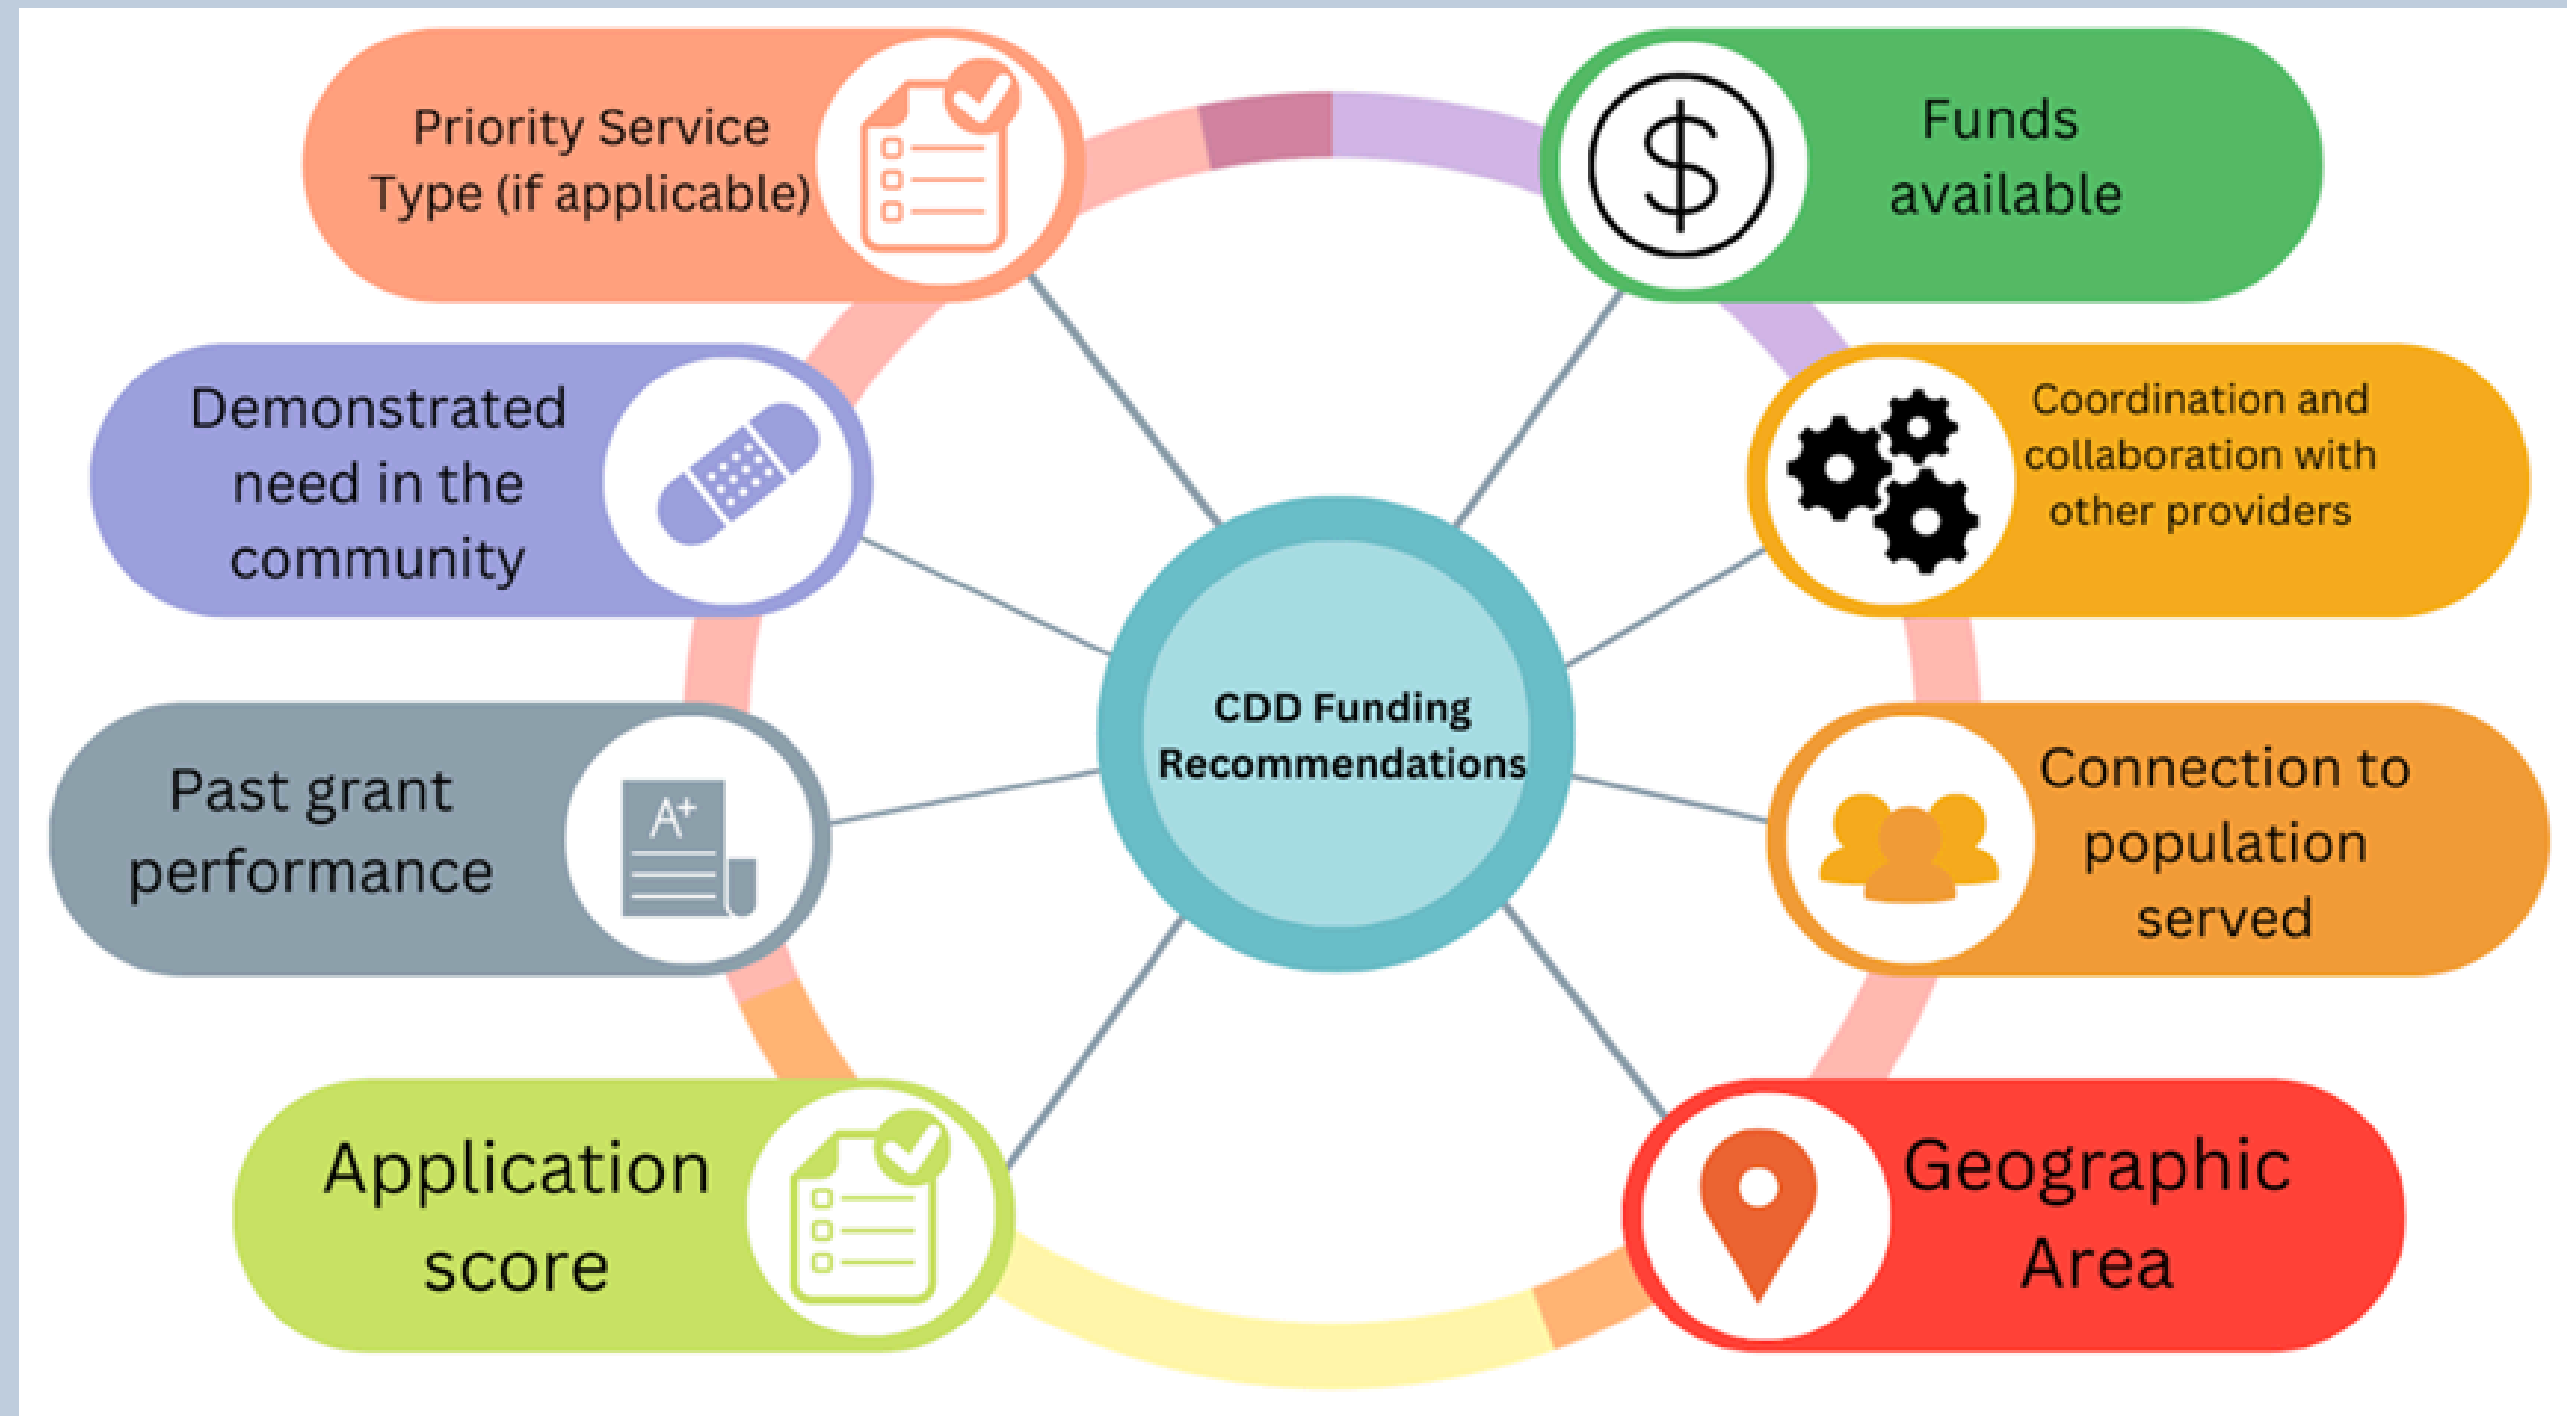 Priority Service
Type (if applicable)
Funds
available
Demonstrated
need in the
community
Coordination and
collaboration with
other providers
CDD Funding
Recommendations
Past grant
performance
A+
Connection to
population
served
Application
score
Geographic
Area